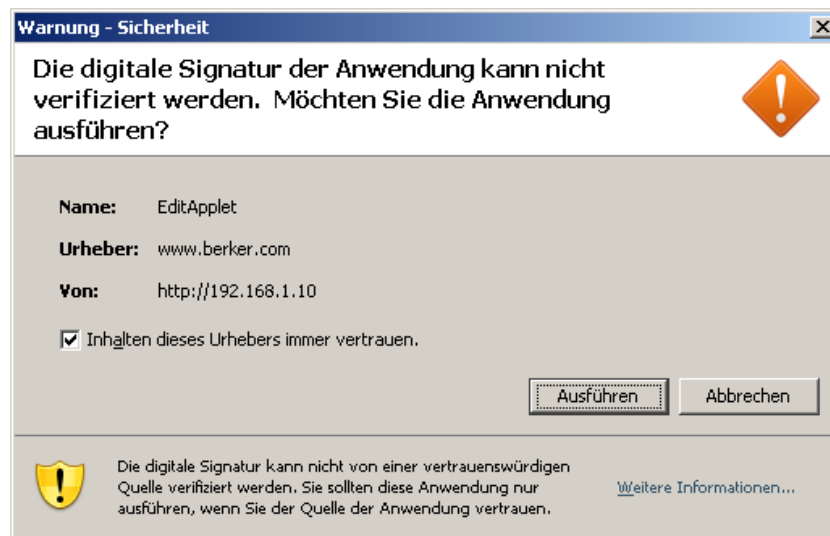 Warnung - Sicherheit
Die digitale Signatur der Anwendung kann nicht
verifiziert werden. Möchten Sie die Anwendung
ausführen?
Name: EditApplet
Urheber: www.berker.com
Von: http://192.168.1.10
Inhalten dieses Urhebers immer vertrauen.
Ausführen Abbrechen
Die digitale Signatur kann nicht von einer vertrauenswürdigen
Quelle verifiziert werden. Sie sollten diese Anwendung nur
ausführen, wenn Sie der Quelle der Anwendung vertrauen.
Weitere Informationen...